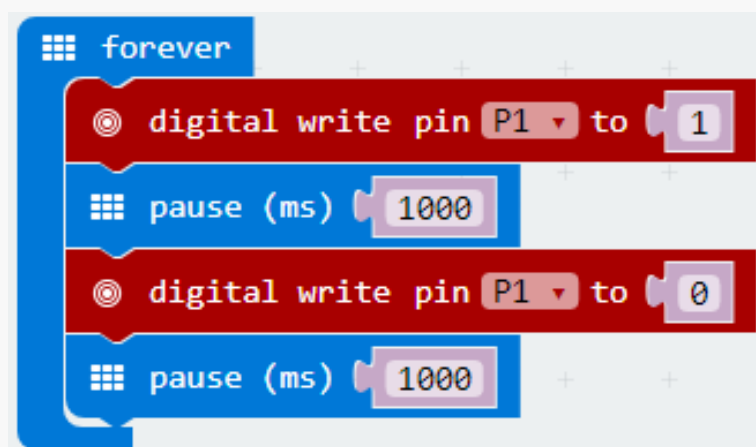 forever
digital write pin P1 to 1
pause (ms) 1000
digital write pin P1 to 0
pause (ms) 1000